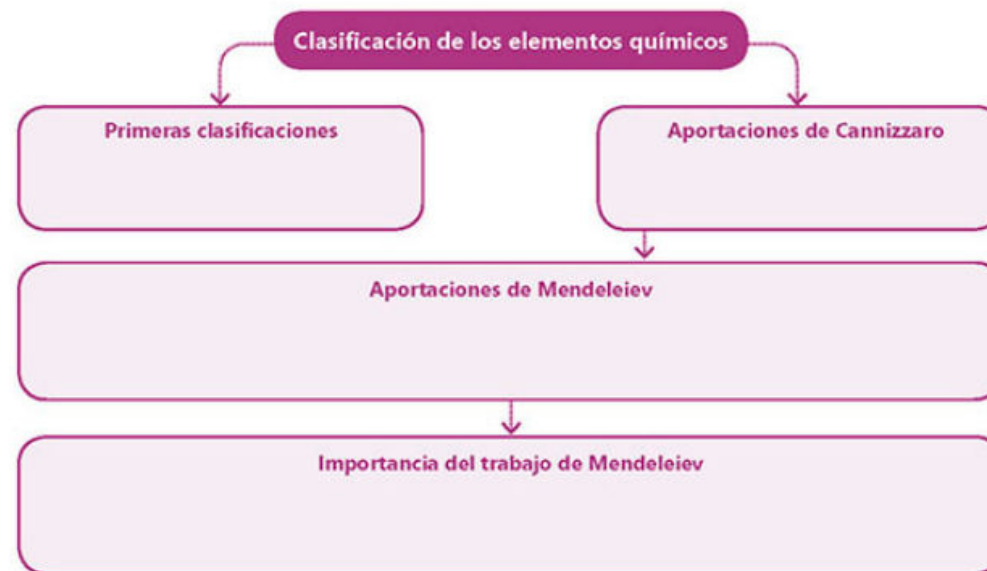 Clasificación de los elementos químicos
Primeras clasificaciones
Aportaciones de Cannizzaro
Aportaciones de Mendeleiev
Importancia del trabajo de Mendeleiev